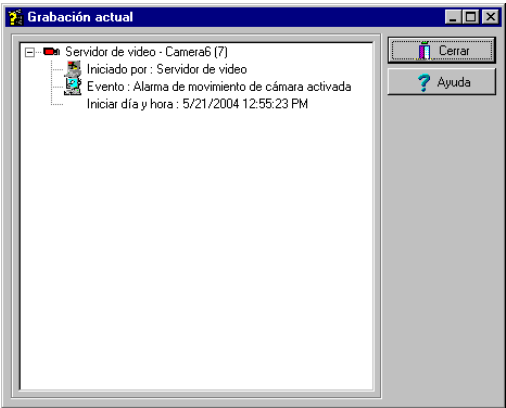 Grabación actual
Servidor de video - Camera6 (7)
Iniciado por : Servidor de video
Evento : Alarma de movimiento de cámara activada
Iniciar día y hora : 5/21/2004 12:55:23 PM
Cerrar
Ayuda